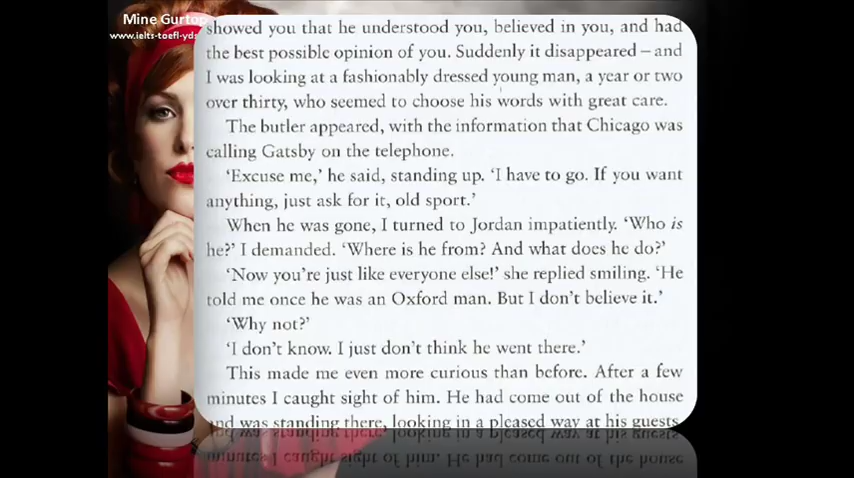 Mine Gurtop
www.ielts-toefl-yds
showed you that he understood you, believed in you, and had
the best possible opinion of you. Suddenly it disappeared – and
I was looking at a fashionably dressed young man, a year or two
over thirty, who seemed to choose his words with great care.
The butler appeared, with the information that Chicago was
calling Gatsby on the telephone.
‘Excuse me,’ he said, standing up. ‘I have to go. If you want
anything, just ask for it, old sport.’
When he was gone, I turned to Jordan impatiently. ‘Who is
he?’ I demanded. ‘Where is he from? And what does he do?’
‘Now you’re just like everyone else!’ she replied smiling. ‘He
told me once he was an Oxford man. But I don’t believe it.’
‘Why not?’
‘I don’t know. I just don’t think he went there.’
This made me even more curious than before. After a few
minutes I caught sight of him. He had come out of the house
and was standing there, looking in a pleased way at his guests